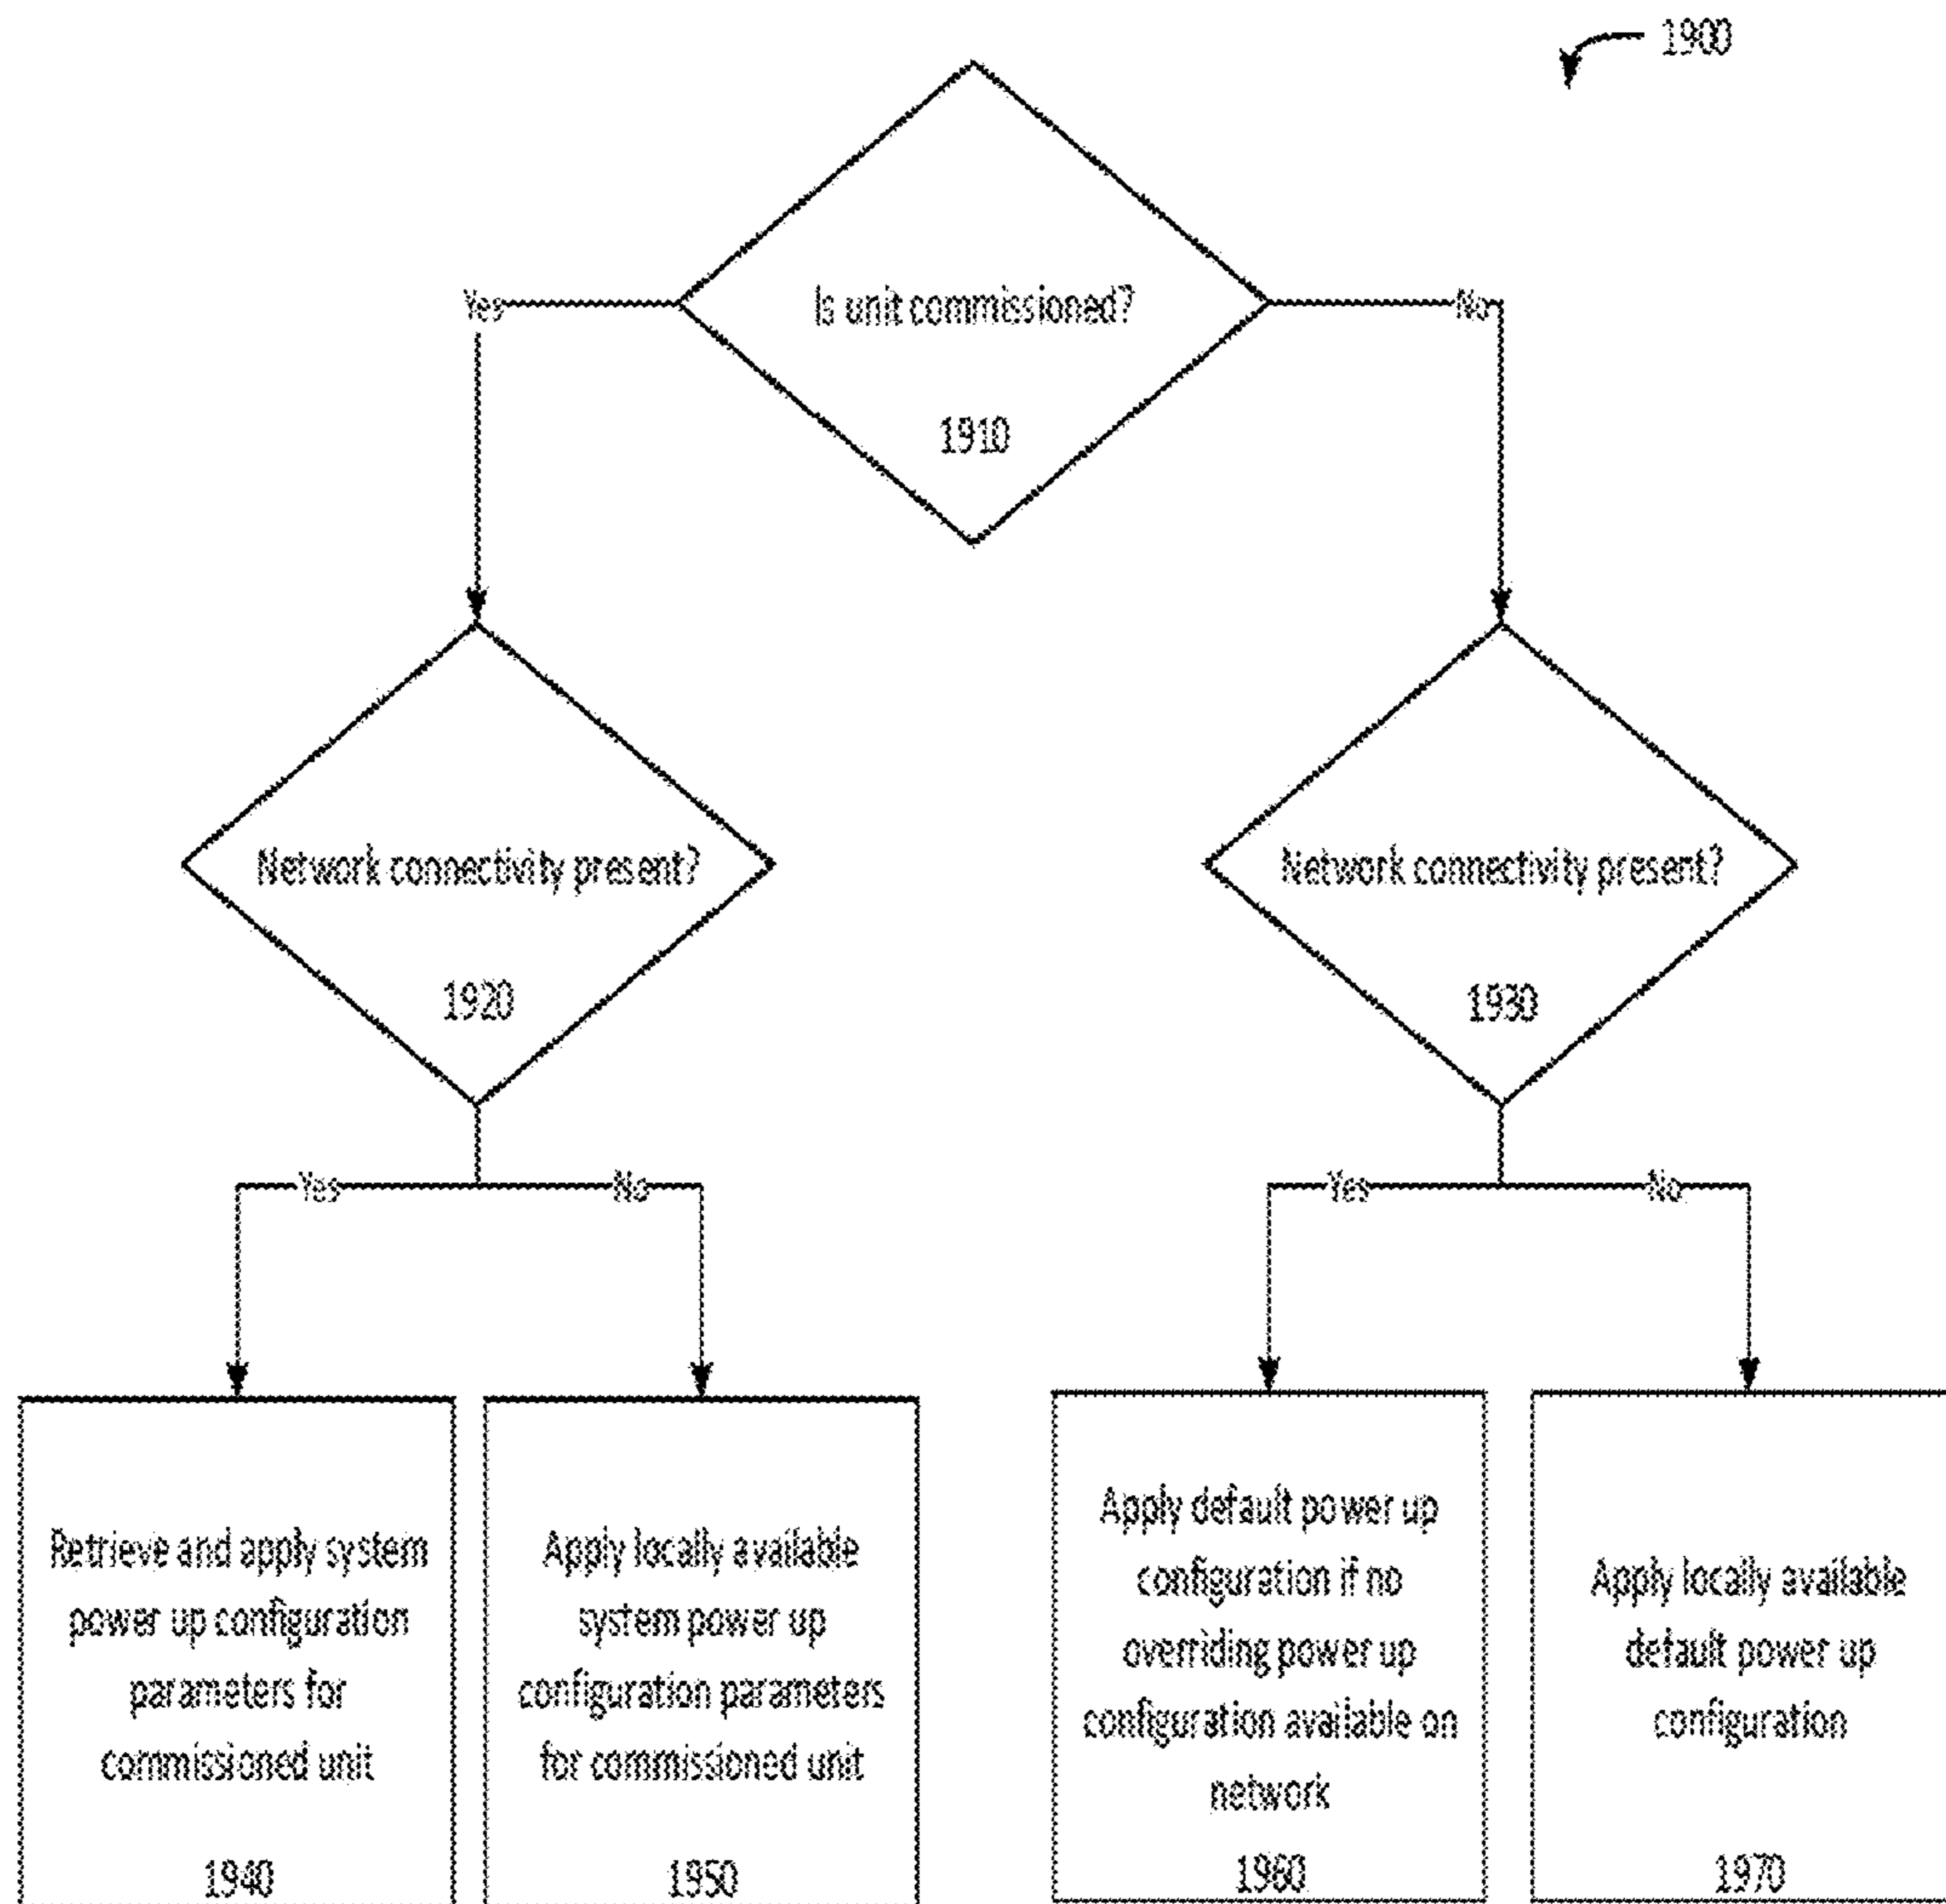 1900
Is unit commissioned?
1910
Yes
No
Network connectivity present?
1920
Network connectivity present?
1930
Yes
No
Yes
No
Retrieve and apply system
power up configuration
parameters for
commissioned unit
1940
Apply locally available
system power up
configuration parameters
for commissioned unit
1950
Apply default power up
configuration if no
overriding power up
configuration available on
network
1960
Apply locally available
default power up
configuration
1970